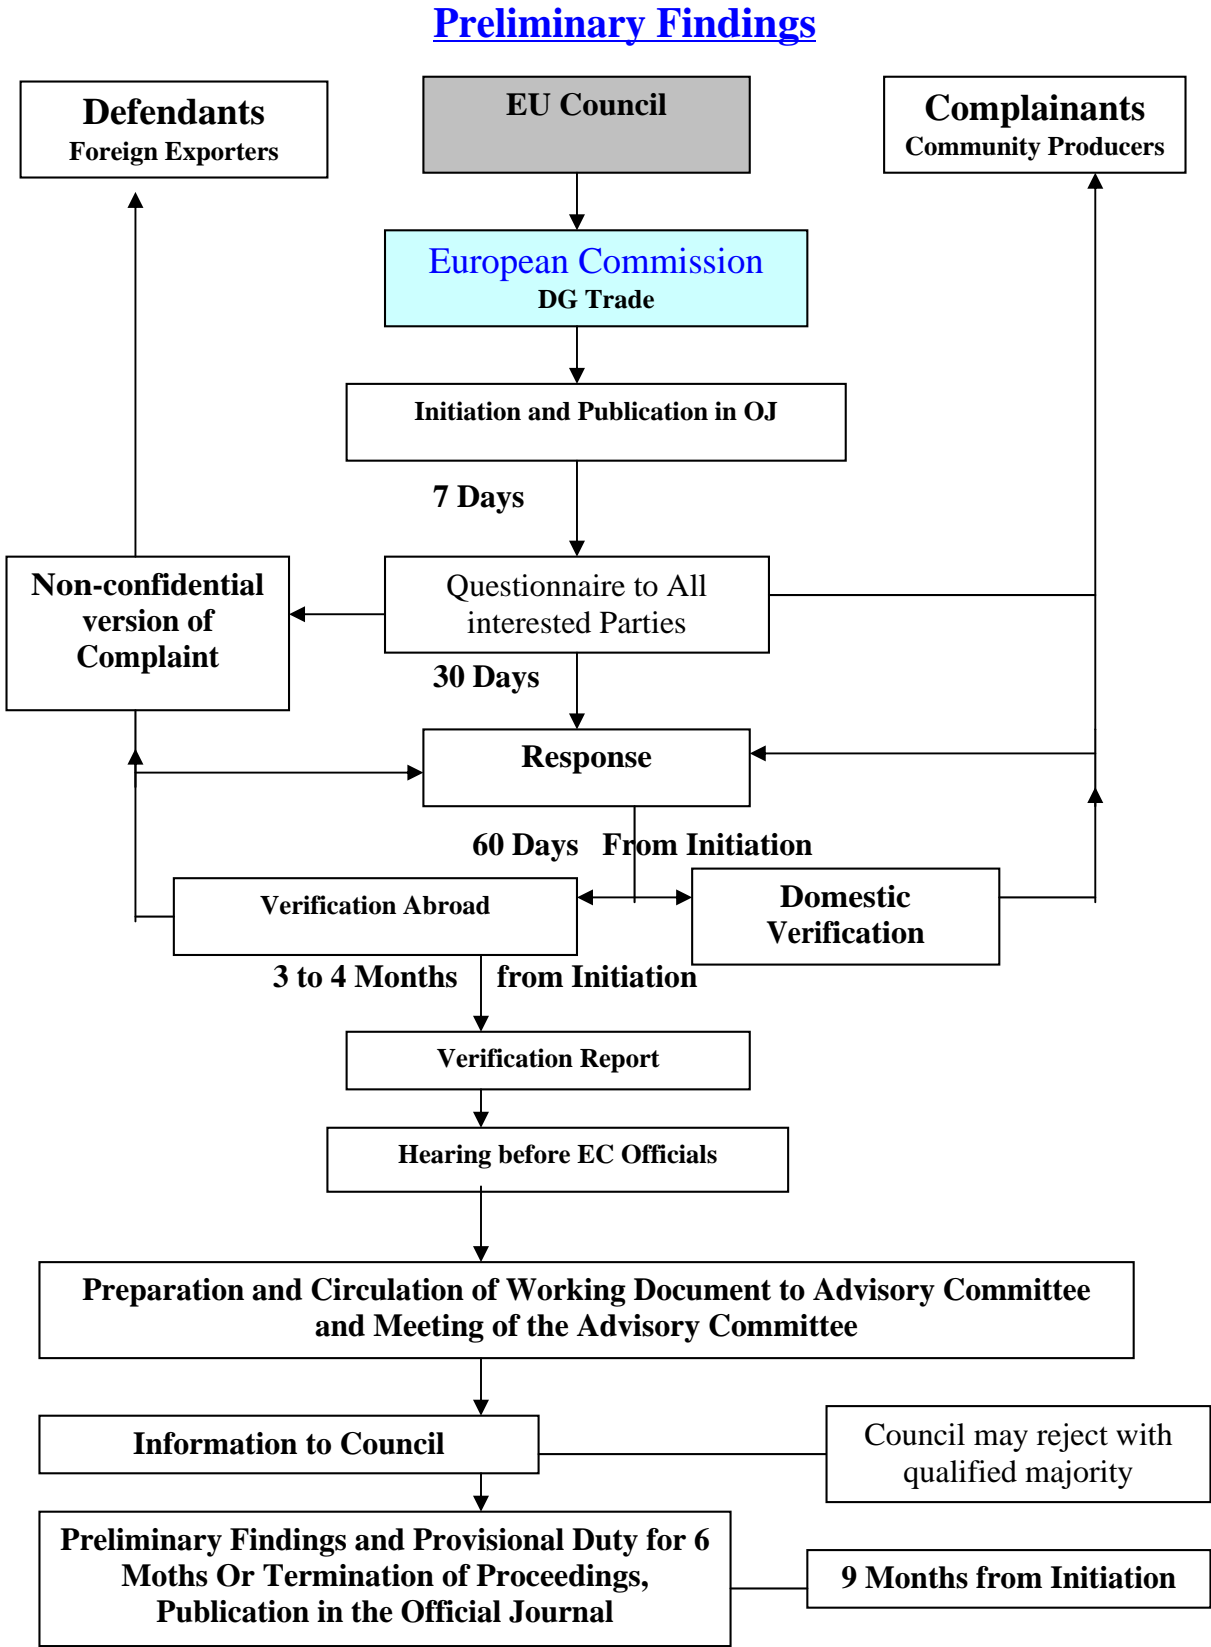 Preliminary Findings
Defendants
Foreign Exporters
EU Council
Complainants
Community Producers
European Commission
DG Trade
Initiation and Publication in OJ
7 Days
Non-confidential
version of
Complaint
Questionnaire to All
interested Parties
30 Days
Response
60 Days From Initiation
Verification Abroad
Domestic
Verification
3 to 4 Months from Initiation
Verification Report
Hearing before EC Officials
Preparation and Circulation of Working Document to Advisory Committee
and Meeting of the Advisory Committee
Information to Council
Council may reject with
qualified majority
Preliminary Findings and Provisional Duty for 6
Moths Or Termination of Proceedings,
Publication in the Official Journal
9 Months from Initiation